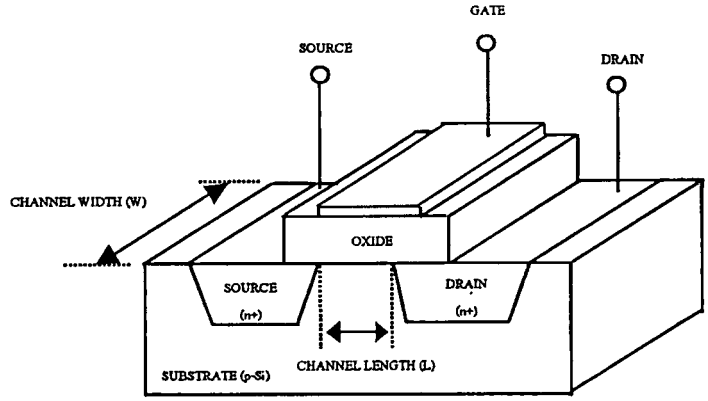 GATE
SOURCE
DRAIN
CHANNEL WIDTH (W)
OXIDE
SOURCE
(n+)
DRAIN
(n+)
CHANNEL LENGTH (L)
SUBSTRATE (p-Si)